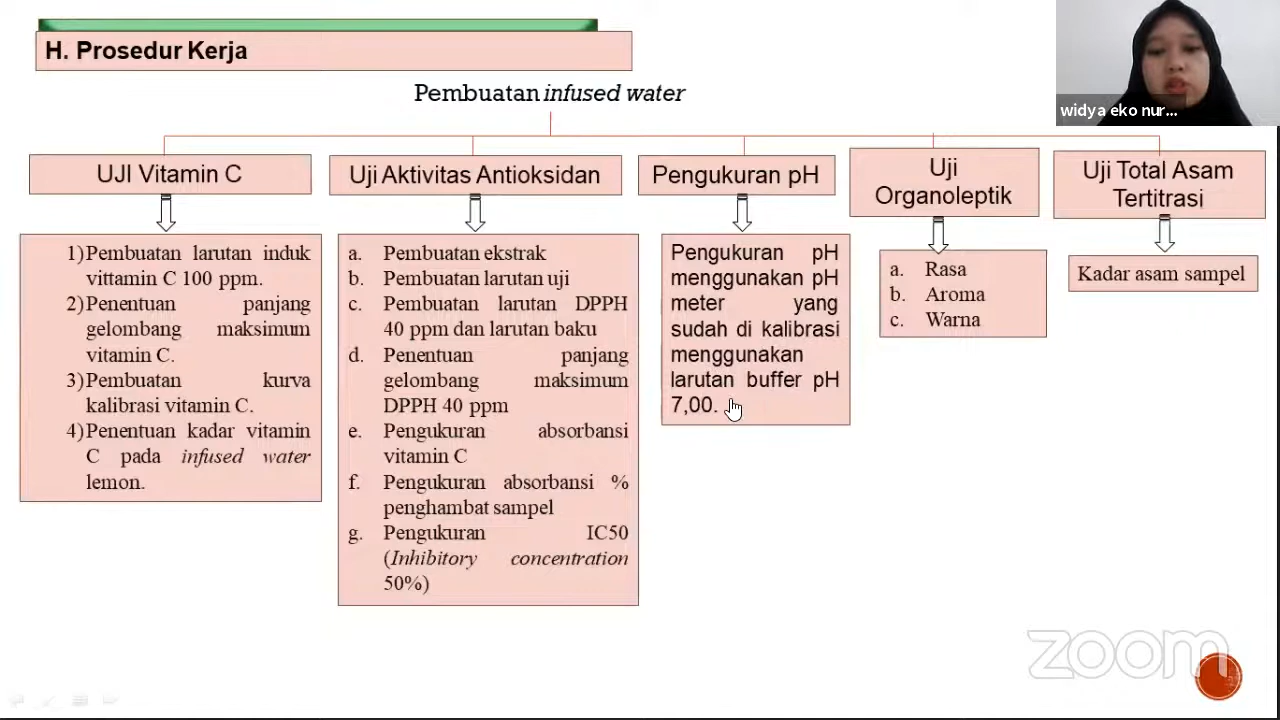 H. Prosedur Kerja
Pembuatan infused water
widya eko nur...
UJI Vitamin C
Uji Aktivitas Antioksidan
Pengukuran pH
Uji
Organoleptik
Uji Total Asam
Tertitrasi
1)Pembuatan larutan induk
vittamin C 100 ppm.
2)Penentuan panjang
gelombang maksimum
vitamin C.
3)Pembuatan kurva
kalibrasi vitamin C.
4)Penentuan kadar vitamin
C pada infused water
lemon.
a. Pembuatan ekstrak
b. Pembuatan larutan uji
c. Pembuatan larutan DPPH
40 ppm dan larutan baku
d. Penentuan panjang
gelombang maksimum
DPPH 40 ppm
e. Pengukuran absorbansi
vitamin C
f. Pengukuran absorbansi %
penghambat sampel
g. Pengukuran IC50
(Inhibitory concentration
50%)
Pengukuran pH
menggunakan pH
meter yang
sudah di kalibrasi
menggunakan
larutan buffer pH
7,00.
a. Rasa
b. Aroma
c. Warna
Kadar asam sampel
zoom